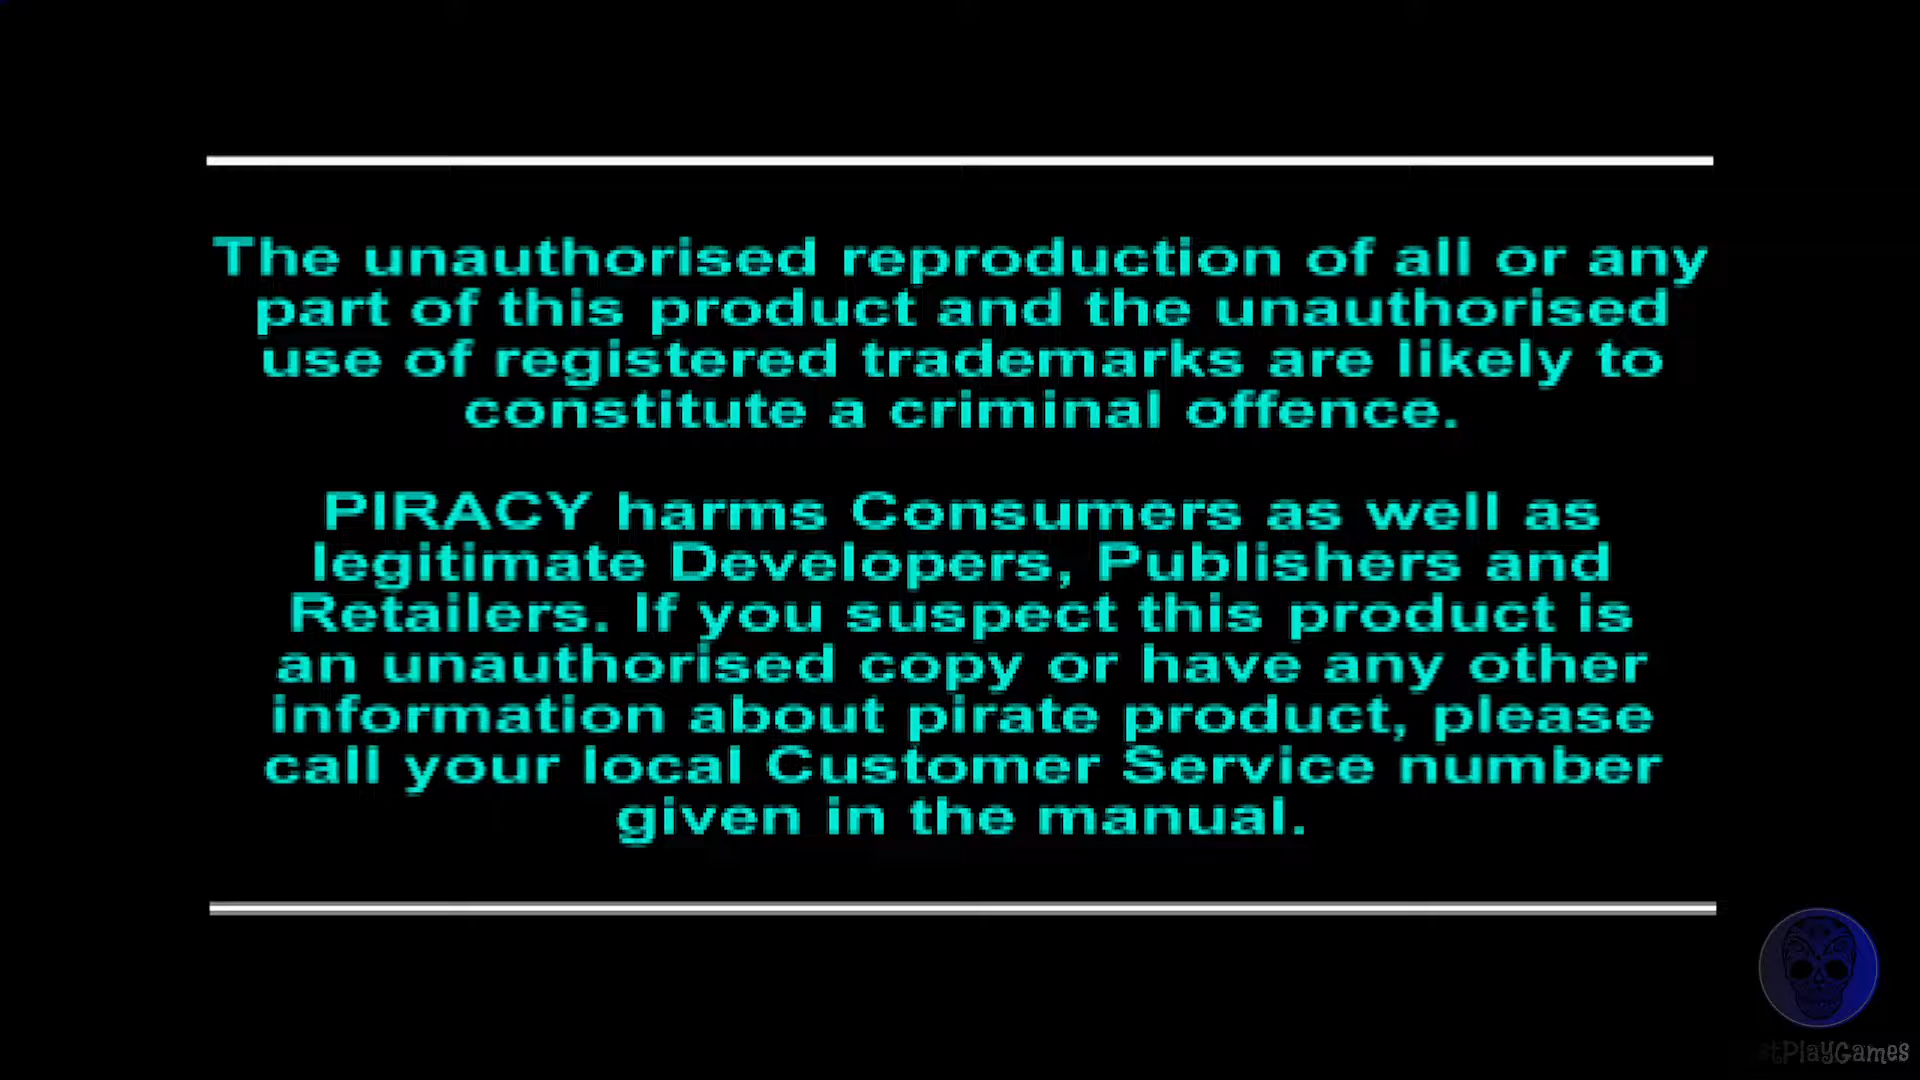 The unauthorised reproduction of all or any
part of this product and the unauthorised
use of registered trademarks are likely to
constitute a criminal offence.
PIRACY harms Consumers as well as
legitimate Developers, Publishers and
Retailers. If you suspect this product is
an unauthorised copy or have any other
information about pirate product, please
call your local Customer Service number
given in the manual.
tPlayGames